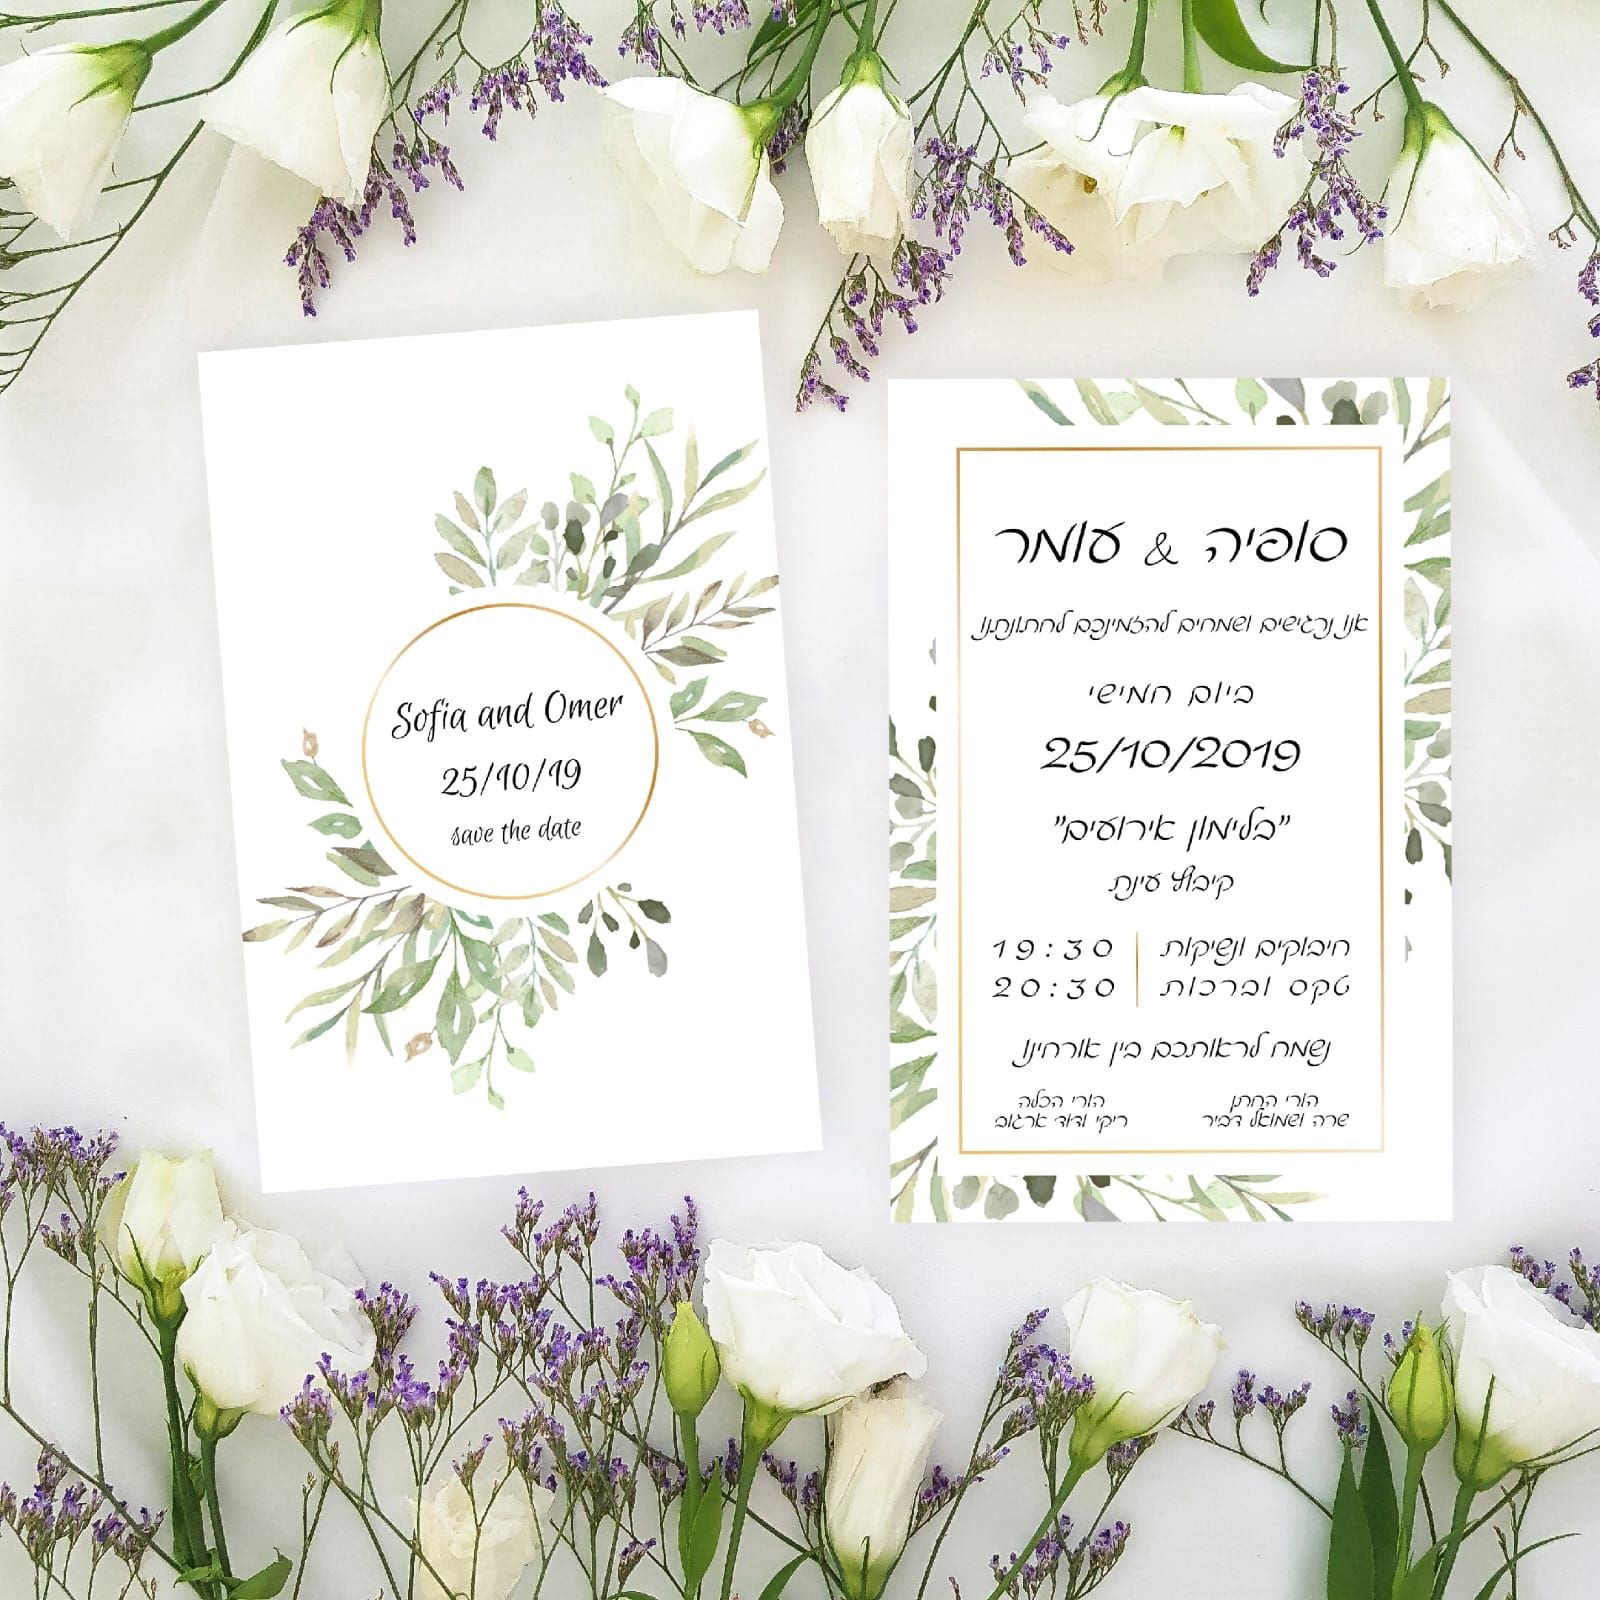 Sofia and Omer
25/10/19
save the date
סופיה & עומר
אנו נרגשים ושמחים להזמינכם לחתונתנו
ביום חמישי
25/10/2019
"בלימון אירועים"
קיבוץ עינת
חיבוקים ונשיקות 19:30
טקס וברכות 20:30
נשמח לראותכם בין אורחינו
הורי החתן
שרה ושמואל דביר
הורי הכלה
ריקי ודוד ארגוב